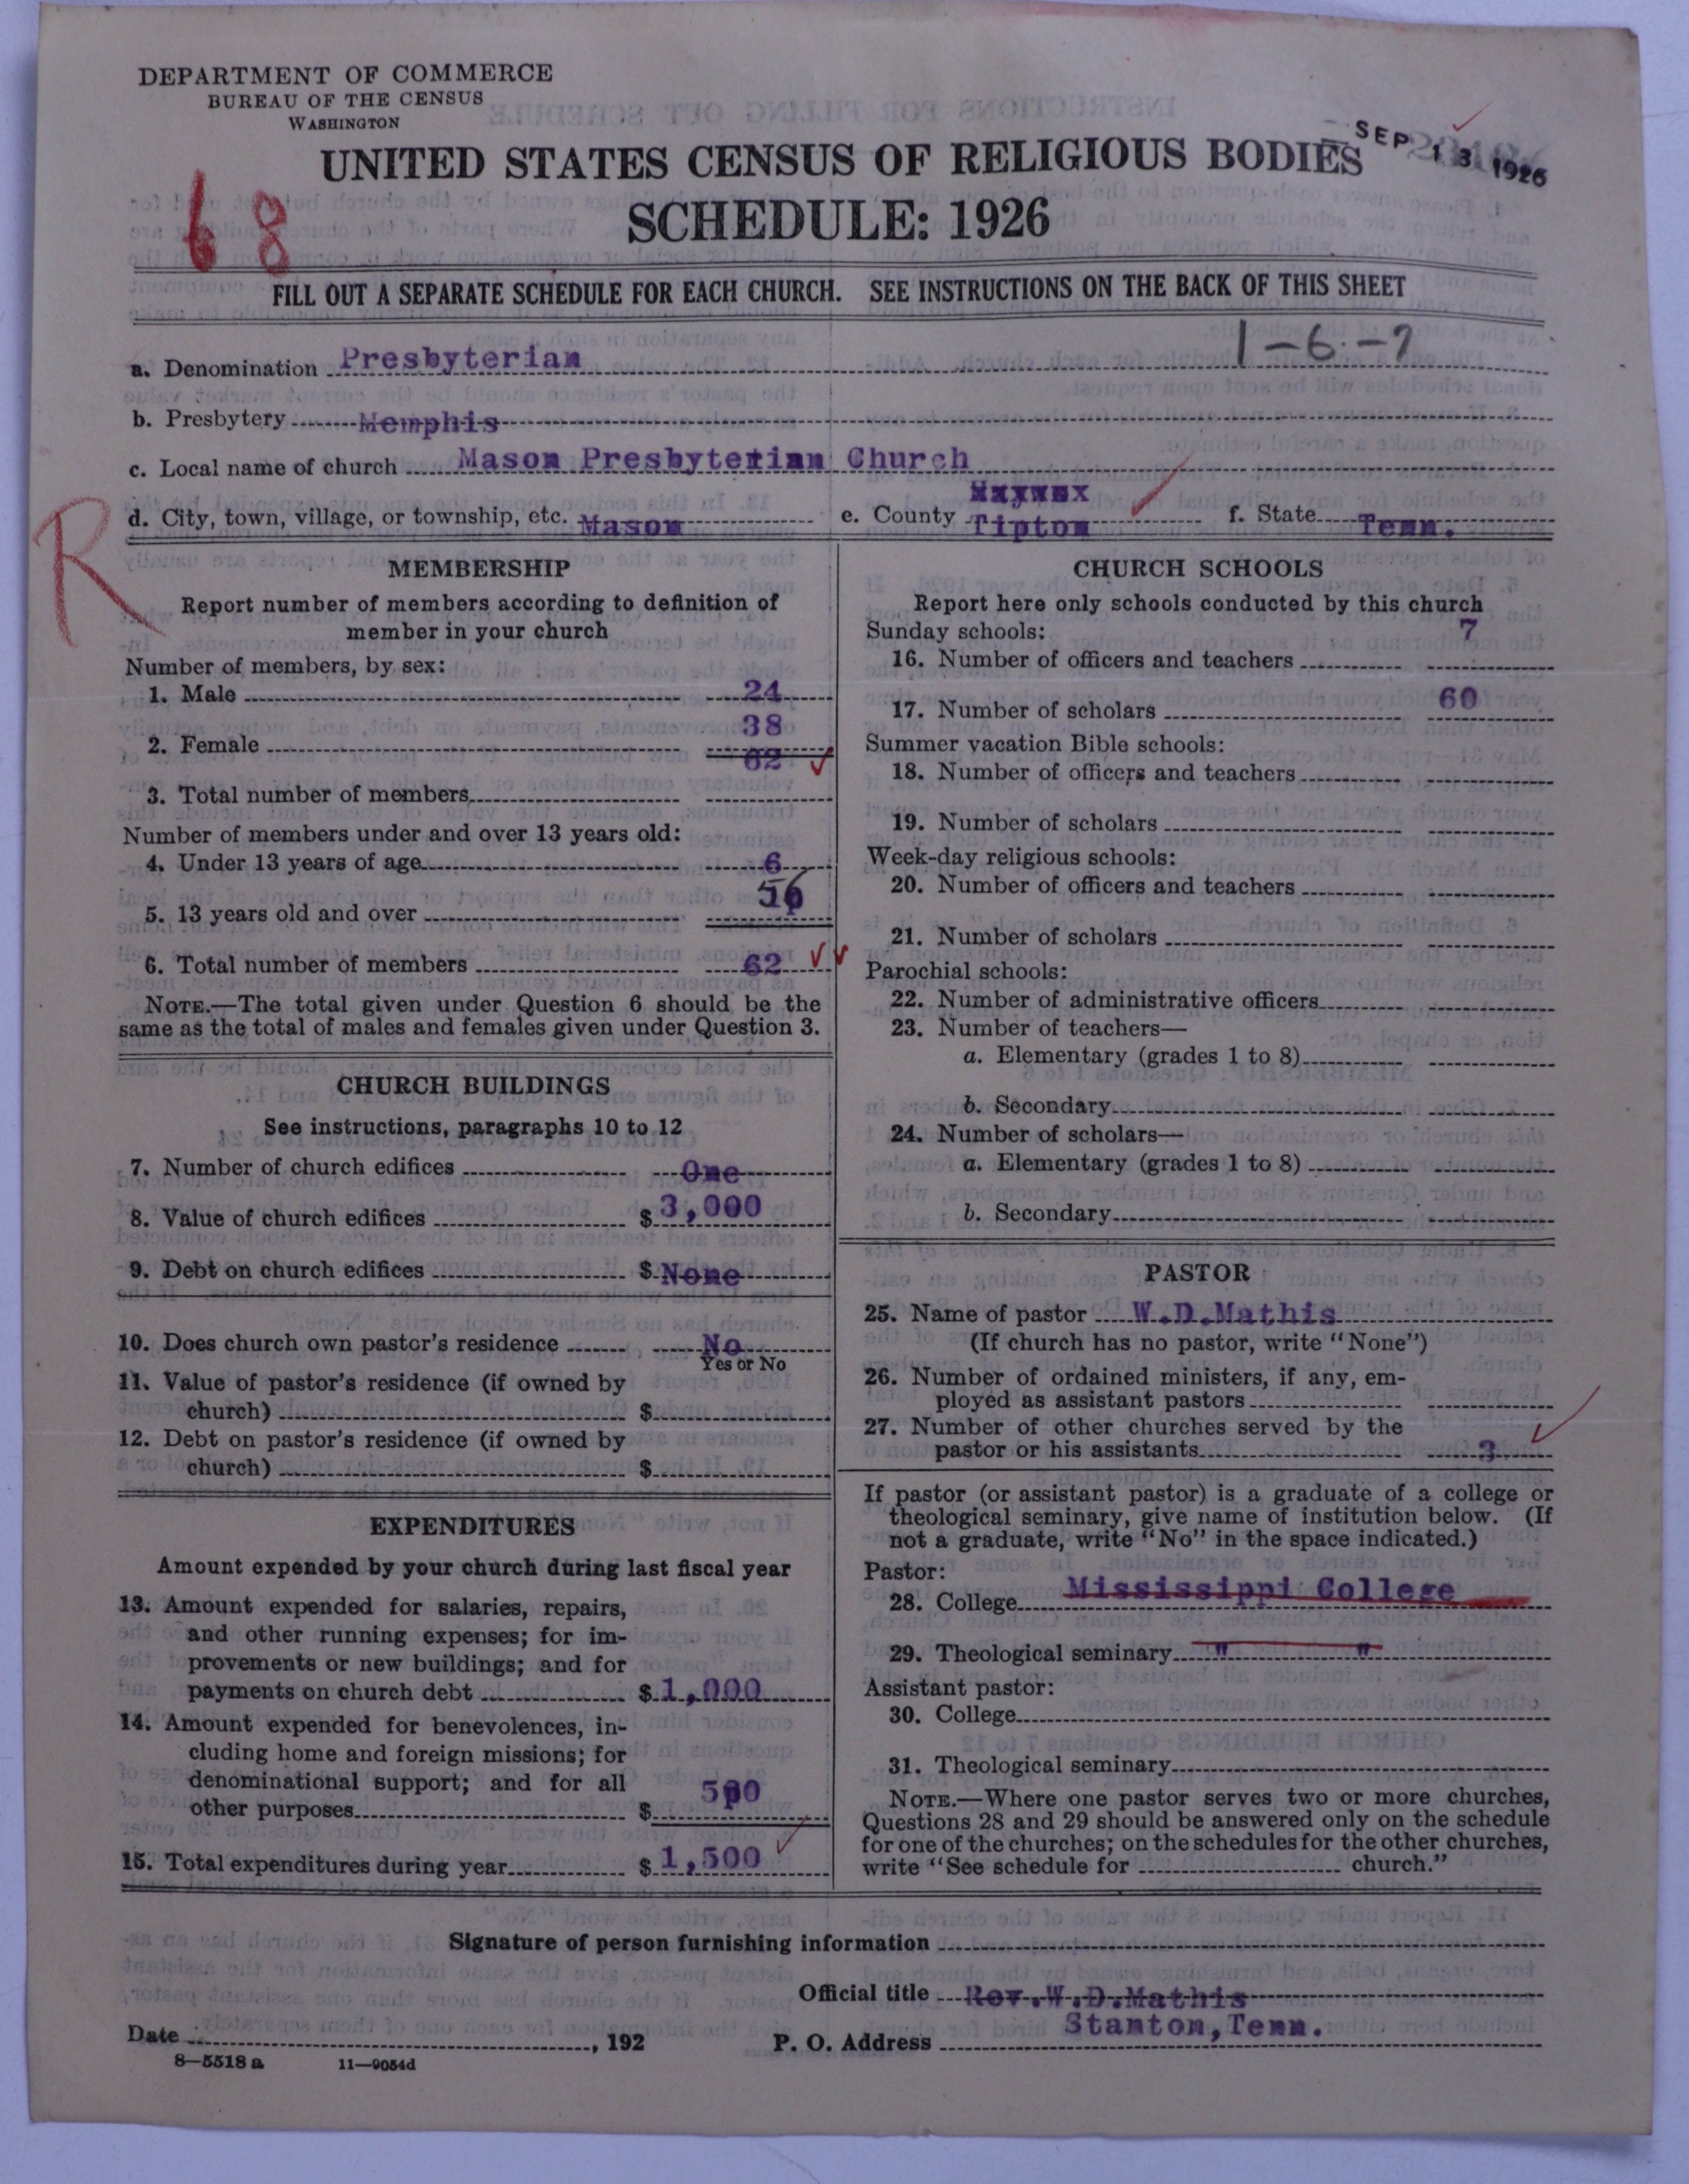 DEPARTMENT OF COMMERCE
BUREAU OF THE CENSUS
WASHINGTON
SEP 13 1926
UNITED STATES CENSUS OF RELIGIOUS BODIES
SCHEDULE: 1926
68
FILL OUT A SEPARATE SCHEDULE FOR EACH CHURCH. SEE INSTRUCTIONS ON THE BACK OF THIS SHEET
1-6-7
a. Denomination Presbyterian
b. Presbytery Memphis
c. Local name of church Mason Presbyterian Church
d. City, town, village, or township, etc. Mason e. County Tipton f. State Tenn.
R
MEMBERSHIP
Report number of members according to definition of
member in your church
Number of members, by sex:
1. Male 24
2. Female 38
62
3. Total number of members
Number of members under and over 13 years old:
4. Under 13 years of age 6
5. 13 years old and over 56
6. Total number of members 62
NOTE.—The total given under Question 6 should be the
same as the total of males and females given under Question 3.
CHURCH BUILDINGS
See instructions, paragraphs 10 to 12
7. Number of church edifices One
8. Value of church edifices $3,000
9. Debt on church edifices $None
10. Does church own pastor's residence No
Yes or No
11. Value of pastor's residence (if owned by
church) $
12. Debt on pastor's residence (if owned by
church) $
EXPENDITURES
Amount expended by your church during last fiscal year
13. Amount expended for salaries, repairs,
and other running expenses; for im-
provements or new buildings; and for
payments on church debt $1,000
14. Amount expended for benevolences, in-
cluding home and foreign missions; for
denominational support; and for all
other purposes $500
15. Total expenditures during year $1,500
CHURCH SCHOOLS
Report here only schools conducted by this church
Sunday schools:
16. Number of officers and teachers 7
17. Number of scholars 60
Summer vacation Bible schools:
18. Number of officers and teachers
19. Number of scholars
Week-day religious schools:
20. Number of officers and teachers
21. Number of scholars
Parochial schools:
22. Number of administrative officers
23. Number of teachers—
a. Elementary (grades 1 to 8)
b. Secondary
24. Number of scholars—
a. Elementary (grades 1 to 8)
b. Secondary
PASTOR
25. Name of pastor W.D.Mathis
(If church has no pastor, write "None")
26. Number of ordained ministers, if any, em-
ployed as assistant pastors
27. Number of other churches served by the
pastor or his assistants 3
If pastor (or assistant pastor) is a graduate of a college or
theological seminary, give name of institution below. (If
not a graduate, write "No" in the space indicated.)
Pastor:
28. College Mississippi College
29. Theological seminary " "
Assistant pastor:
30. College
31. Theological seminary
NOTE.—Where one pastor serves two or more churches,
Questions 28 and 29 should be answered only on the schedule
for one of the churches; on the schedules for the other churches,
write "See schedule for church."
Signature of person furnishing information
Official title Rev.W.D.Mathis
Date , 192 P. O. Address Stanton,Tenn.
8—5518 a 11—9054d